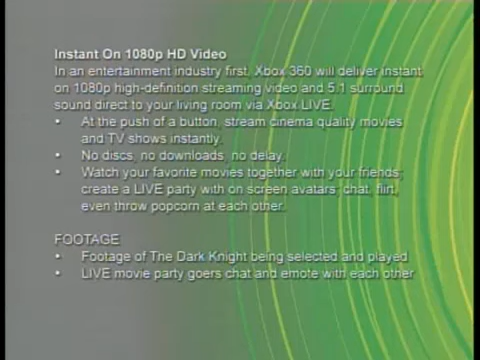 Instant On 1080p HD Video
In an entertainment industry first, Xbox 360 will deliver instant
on 1080p high-definition streaming video and 5.1 surround
sound direct to your living room via Xbox LIVE.
• At the push of a button, stream cinema quality movies
and TV shows instantly.
• No discs, no downloads, no delay.
• Watch your favorite movies together with your friends;
create a LIVE party with on screen avatars; chat, flirt,
even throw popcorn at each other.
FOOTAGE
• Footage of The Dark Knight being selected and played
• LIVE movie party goers chat and emote with each other